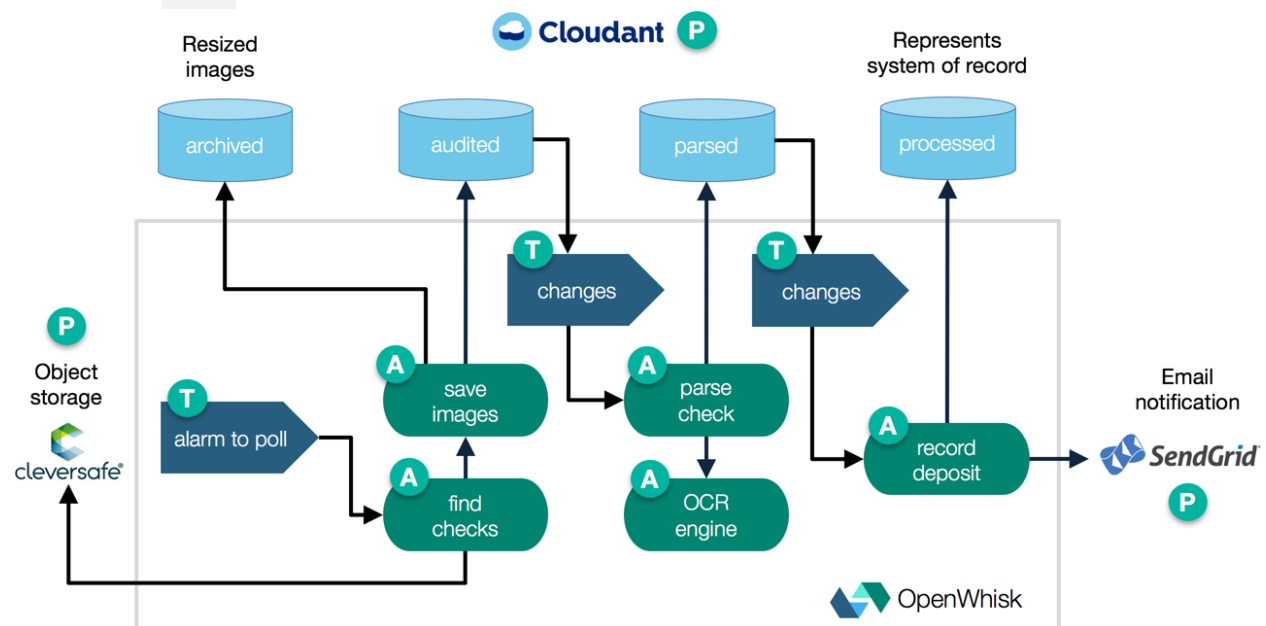 Cloudant P
Resized
images
Represents
system of record
archived
audited
parsed
processed
T
changes
T
changes
P
Object
storage
cleversafe®
T
alarm to poll
A
save
images
A
find
checks
A
parse
check
A
OCR
engine
A
record
deposit
Email
notification
SendGrid
P
OpenWhisk